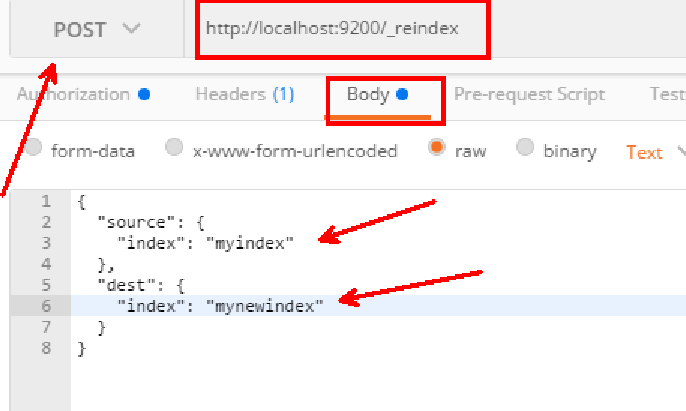 POST http://localhost:9200/_reindex
Authorization Headers (1) Body Pre-request Script Tests
form-data x-www-form-urlencoded raw binary Text
1 {
2 "source": {
3 "index": "myindex"
4 },
5 "dest": {
6 "index": "mynewindex"
7 }
8 }